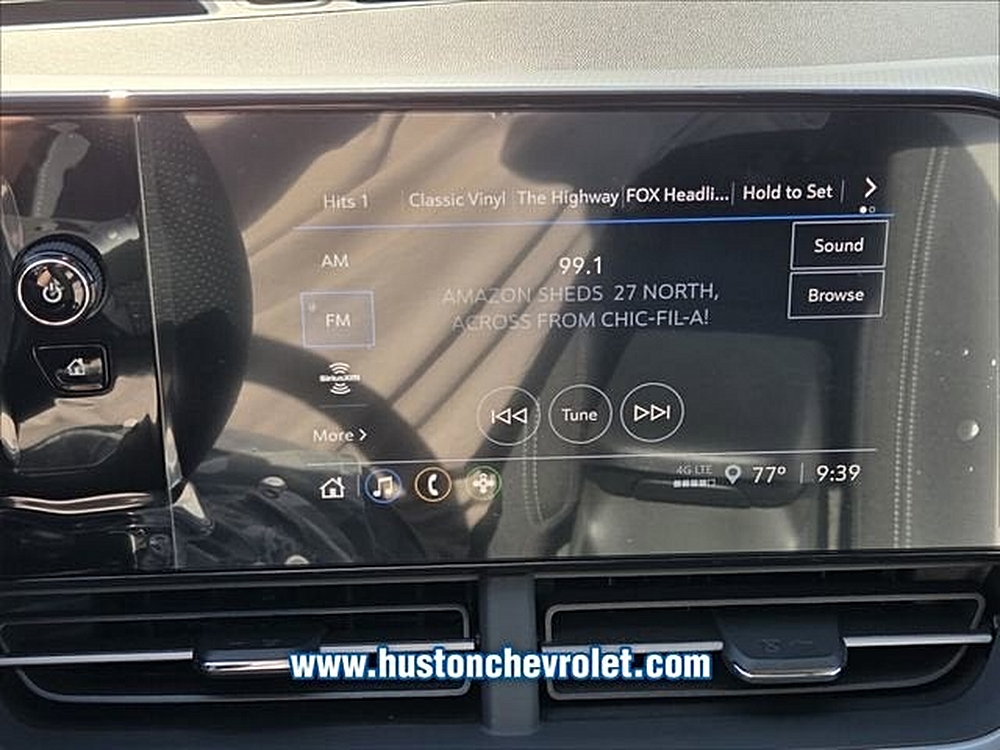 Hits 1 Classic Vinyl The Highway FOX Headli... Hold to Set
AM
FM
SiriusXM
More
99.1
AMAZON SHEDS 27 NORTH,
ACROSS FROM CHIC-FIL-A!
Sound
Browse
Tune
4G LTE 77° 9:39
www.hustonchevrolet.com